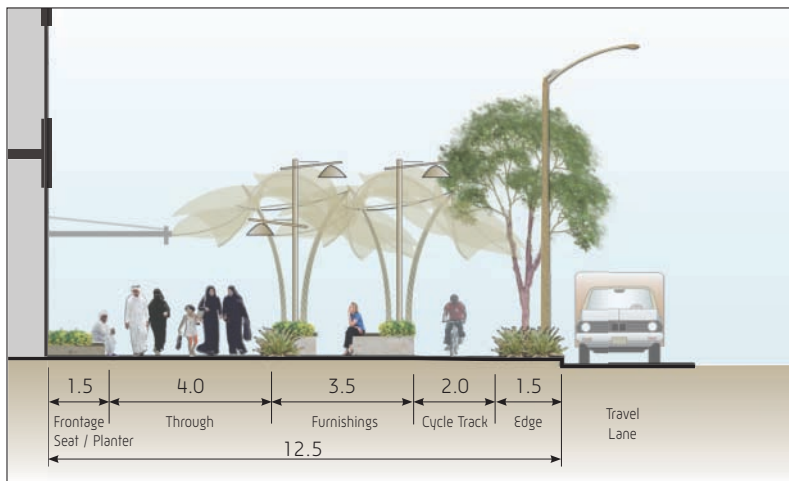 1.5 4.0 3.5 2.0 1.5
Frontage Through Furnishings Cycle Track Edge
Seat / Planter
Travel
Lane
12.5